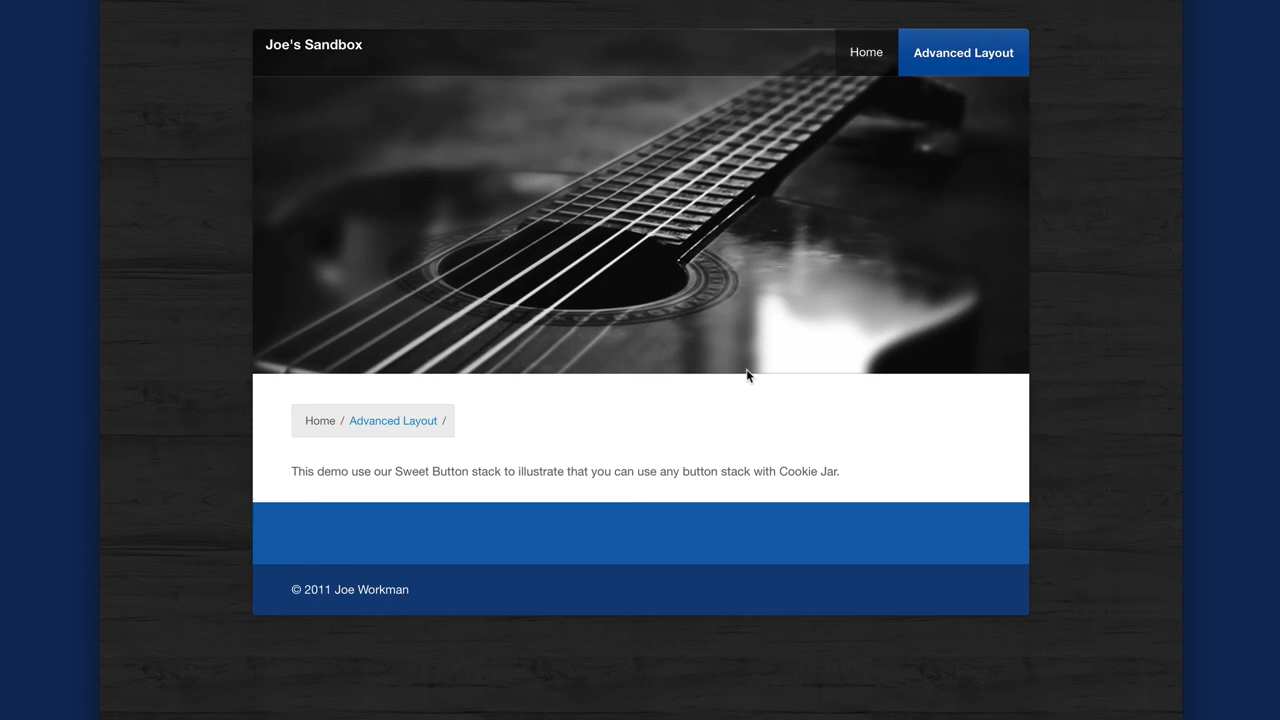 Joe's Sandbox
Home
Advanced Layout
Home / Advanced Layout /
This demo use our Sweet Button stack to illustrate that you can use any button stack with Cookie Jar.
© 2011 Joe Workman